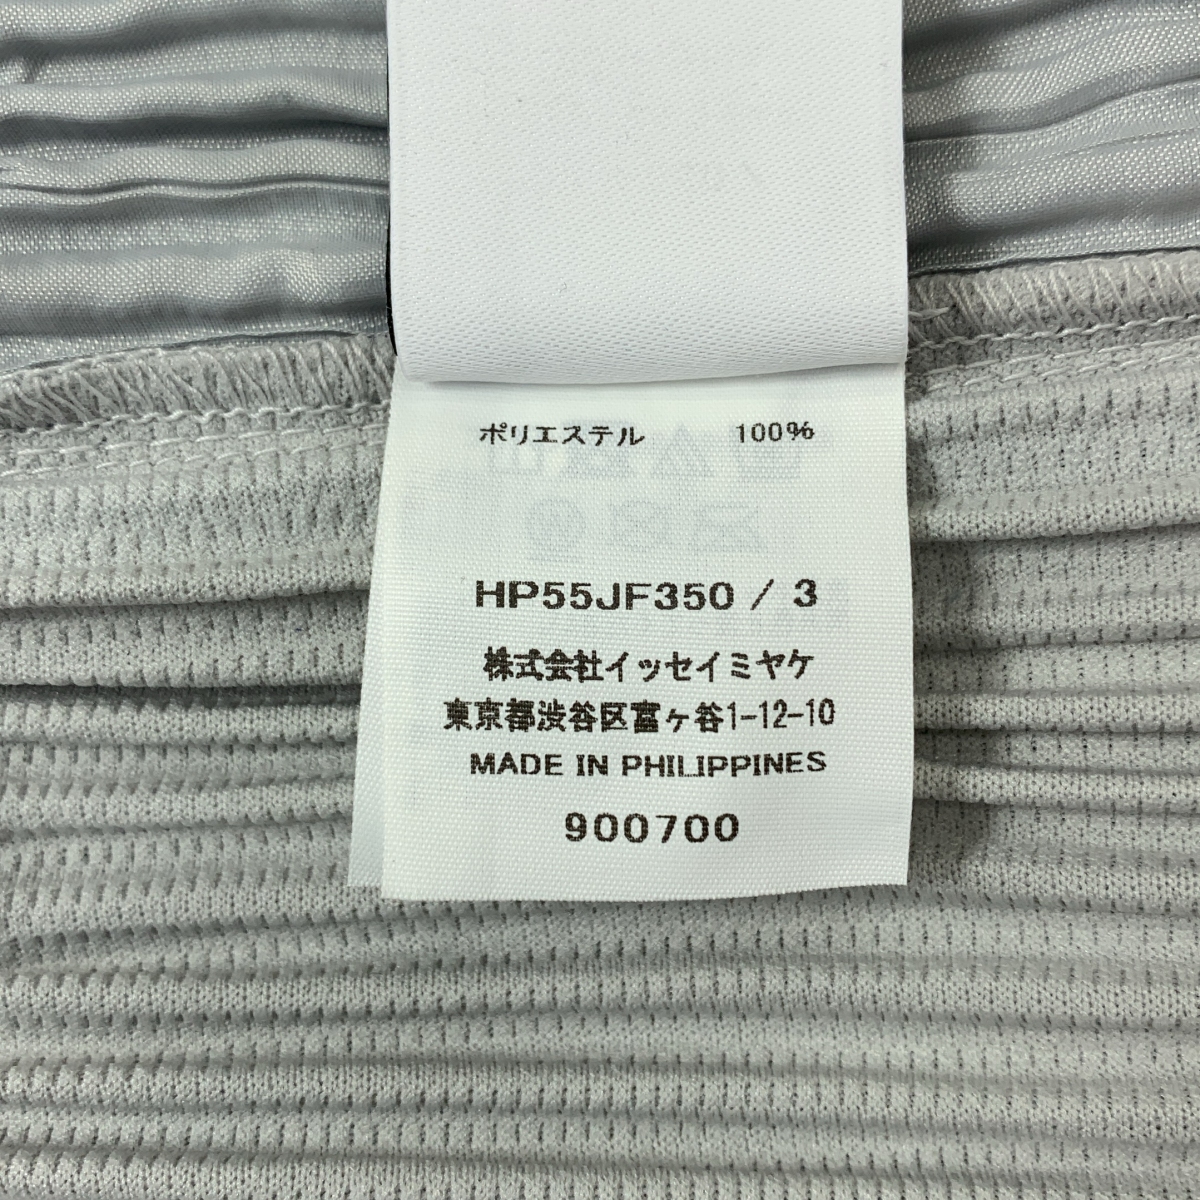 ポリエステル 100%
HP55JF350 / 3
株式会社イッセイミヤケ
東京都渋谷区富ヶ谷1-12-10
MADE IN PHILIPPINES
900700